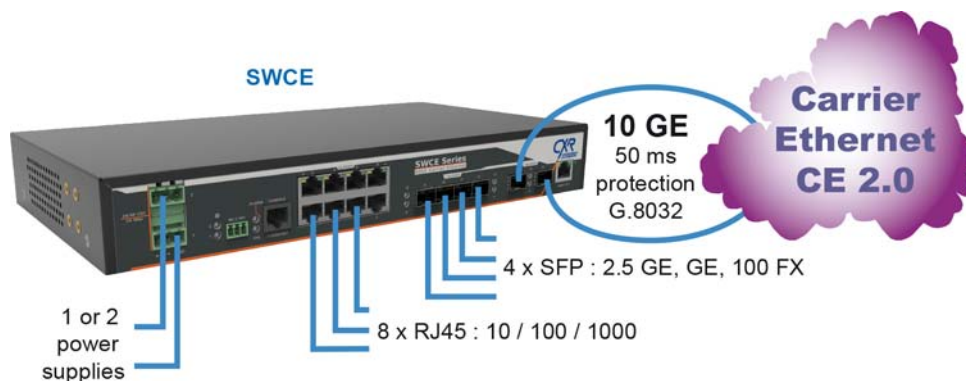 SWCE
Carrier
Ethernet
CE 2.0
10 GE
50 ms
protection
G.8032
CXR
SWCE Series
4 x SFP : 2.5 GE, GE, 100 FX
8 x RJ45 : 10 / 100 / 1000
1 or 2
power
supplies